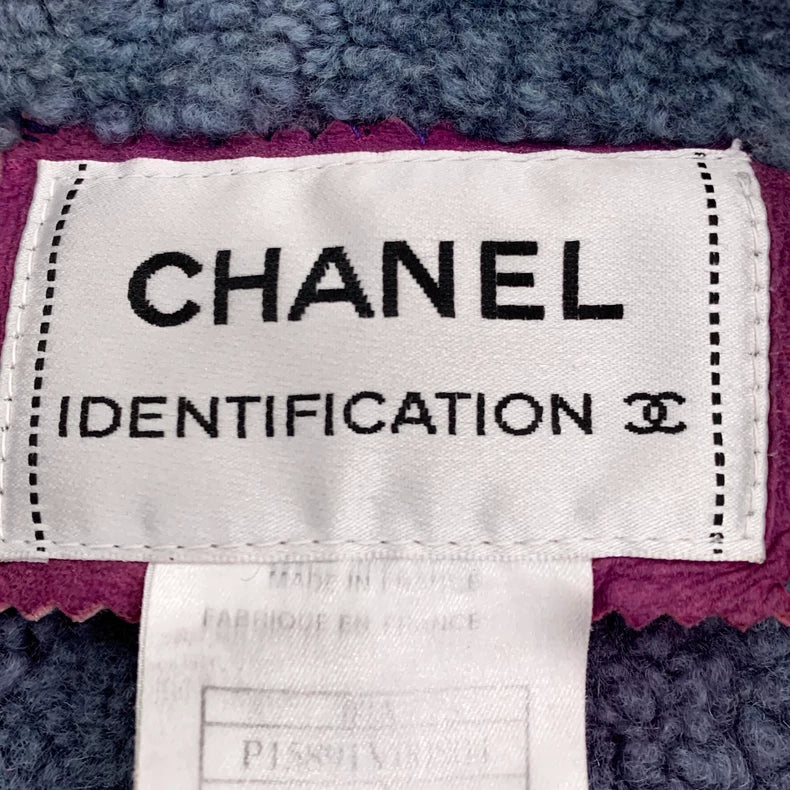 CHANEL
IDENTIFICATION
MADE IN FRANCE
FABRIQUE EN FRANCE